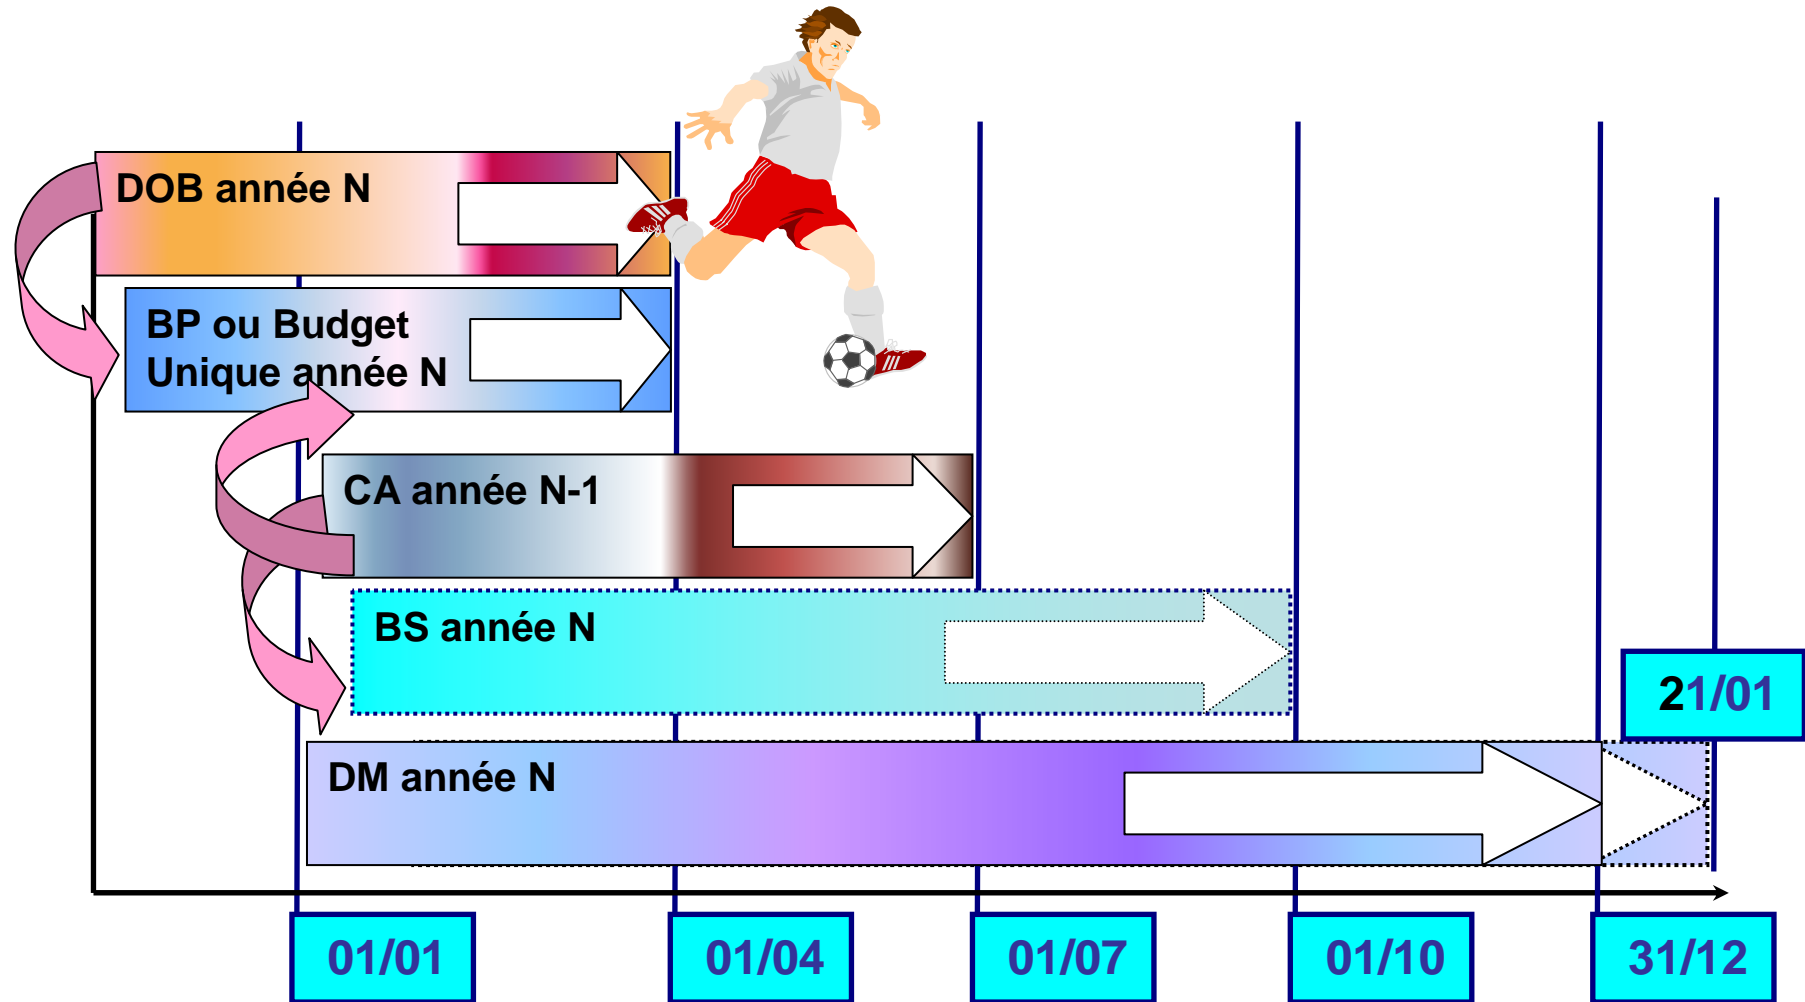 DOB année N
BP ou Budget
Unique année N
CA année N-1
BS année N
21/01
DM année N
01/01
01/04
01/07
01/10
31/12